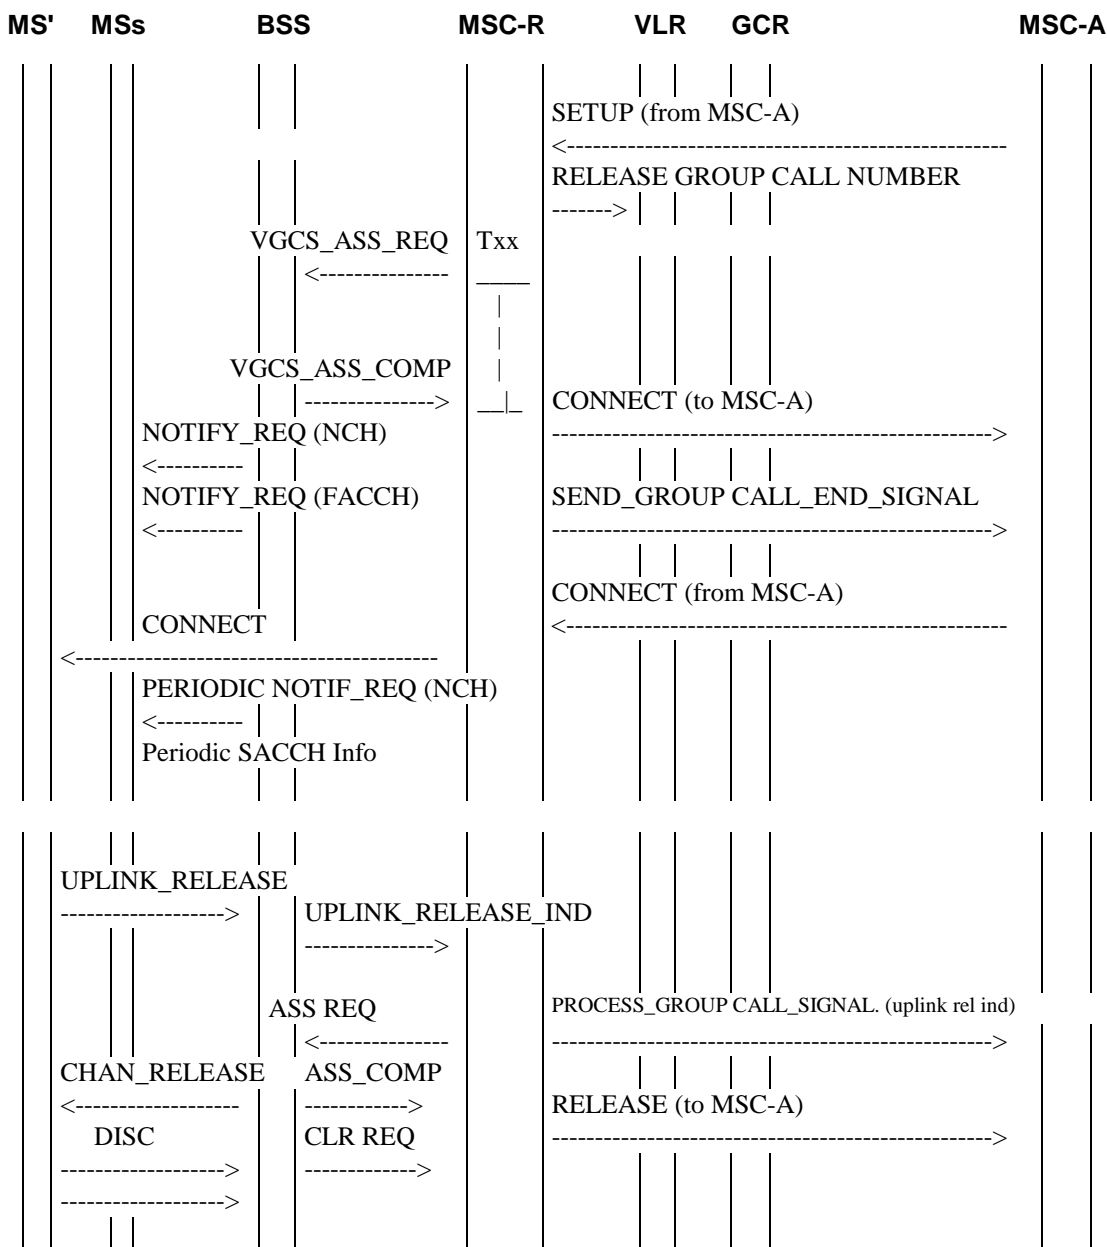 MS' MSs BSS MSC-R VLR GCR MSC-A
SETUP (from MSC-A)
<--------------------------------------------------
RELEASE GROUP CALL NUMBER
------->
VGCS_ASS_REQ Txx
<---------------
VGCS_ASS_COMP
---------------> CONNECT (to MSC-A)
NOTIFY_REQ (NCH) -------------------------------------------------->
<----------
NOTIFY_REQ (FACCH) SEND_GROUP CALL_END_SIGNAL
<---------- -------------------------------------------------->
CONNECT (from MSC-A)
CONNECT <--------------------------------------------------
<-----------------------------------------
PERIODIC NOTIF_REQ (NCH)
<----------
Periodic SACCH Info
UPLINK_RELEASE
-------------------> UPLINK_RELEASE_IND
--------------->
ASS REQ PROCESS_GROUP CALL_SIGNAL. (uplink rel ind)
<--------------- -------------------------------------------------->
CHAN_RELEASE ASS_COMP
<------------------- ------------> RELEASE (to MSC-A)
DISC CLR REQ -------------------------------------------------->
-------------------> ------------->
------------------->